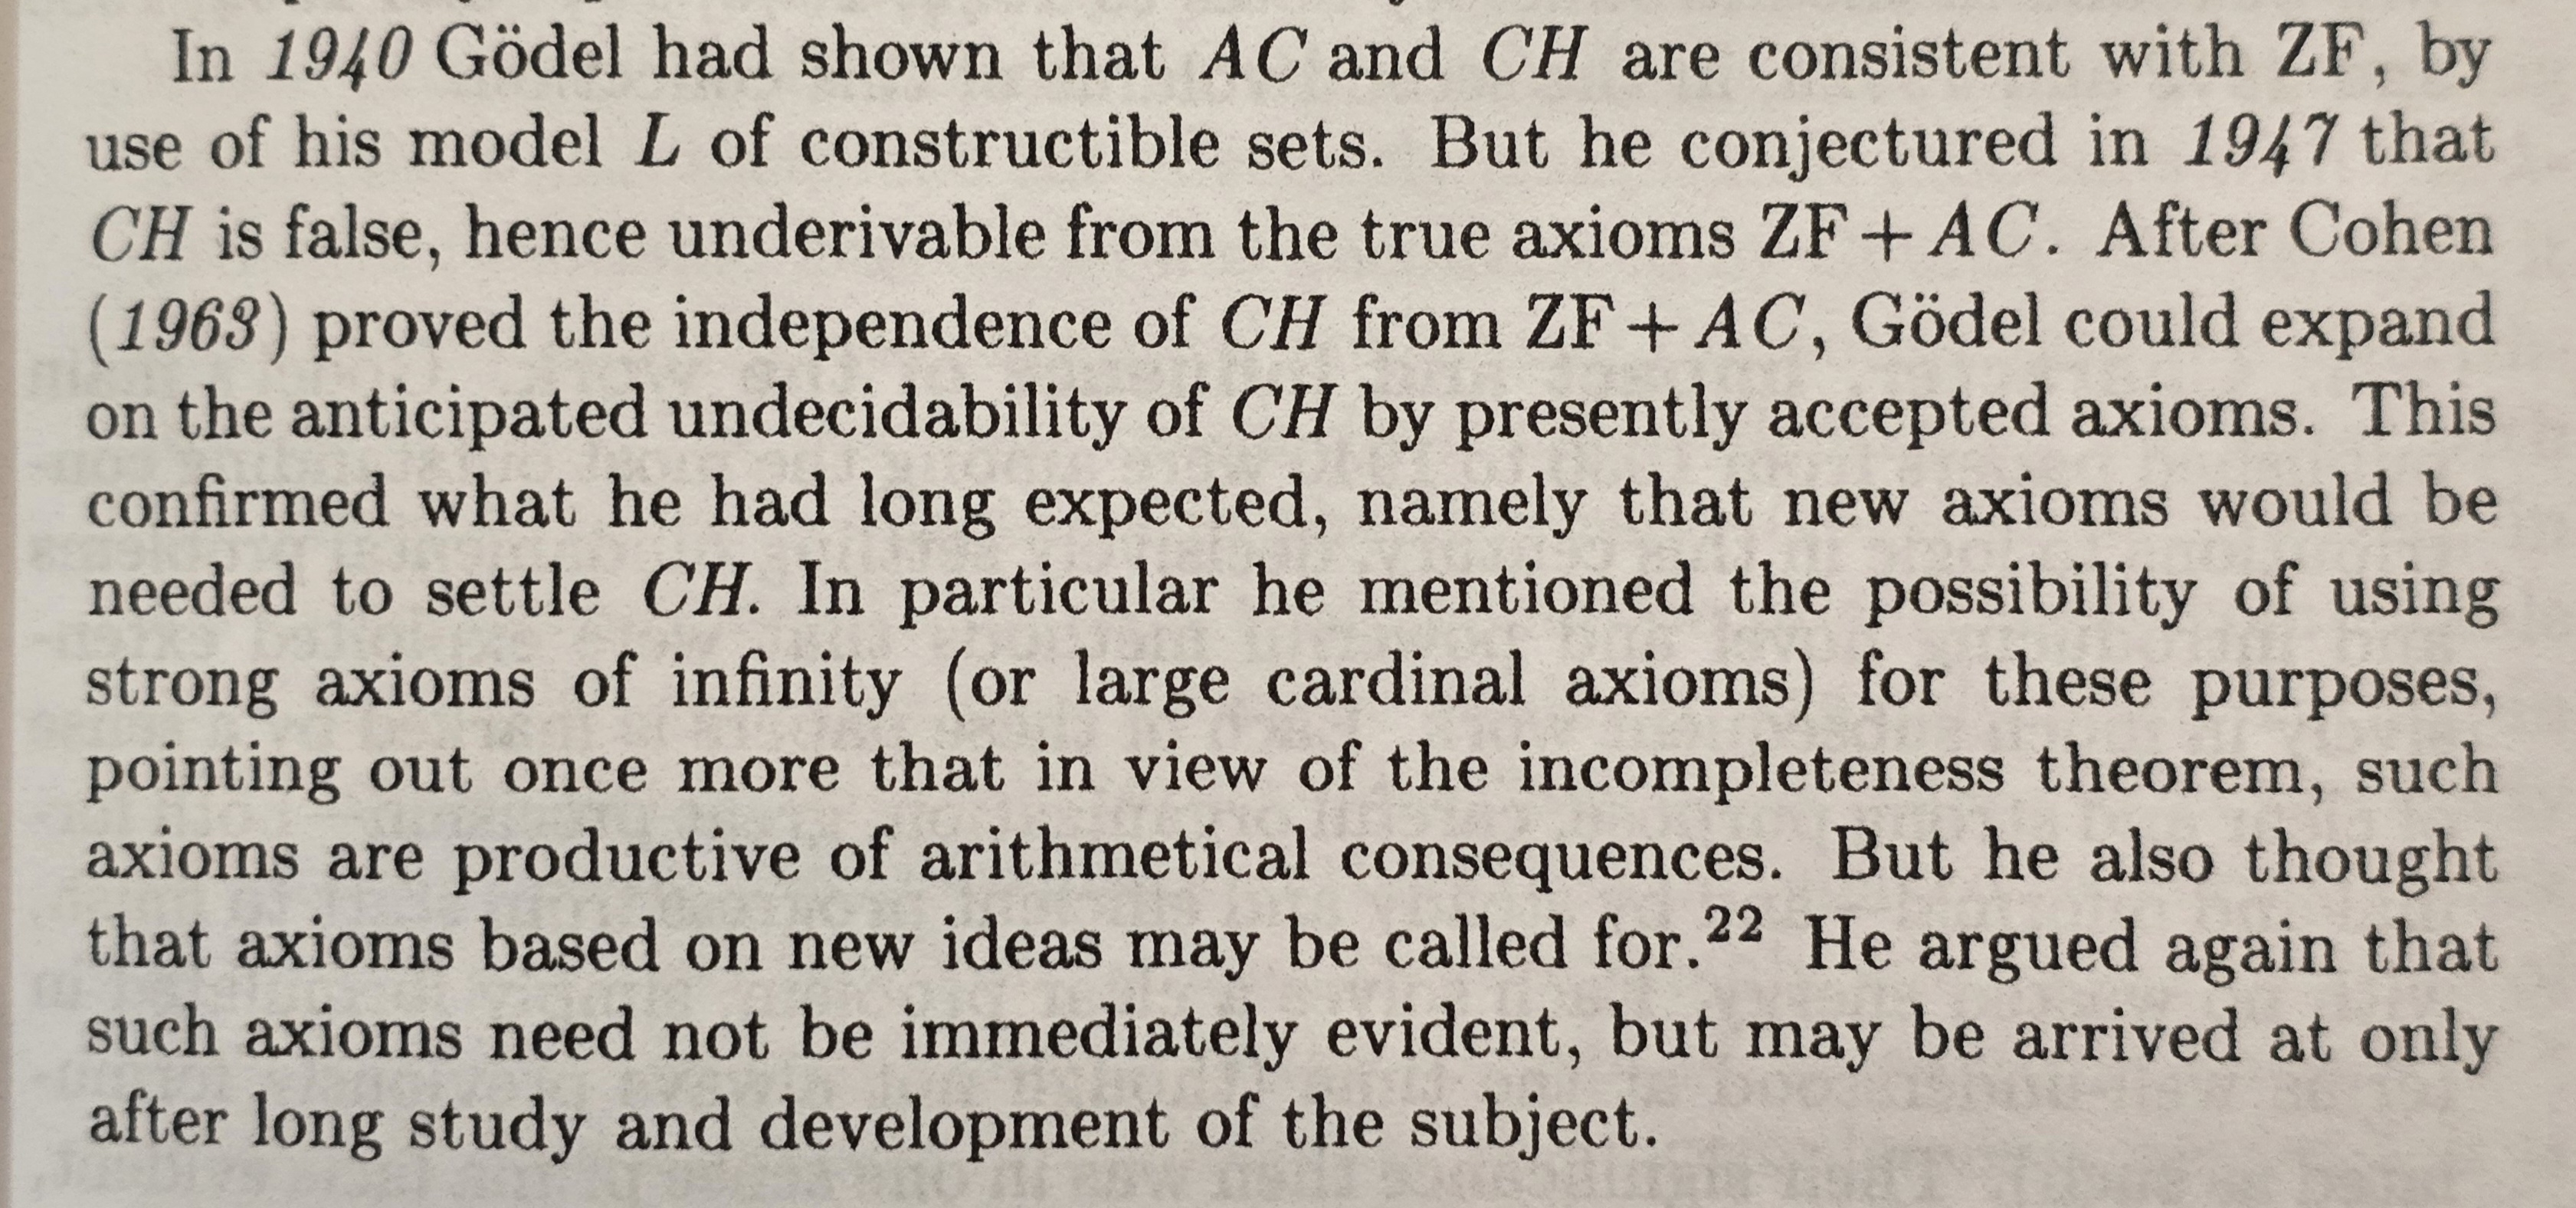 In 1940 Gödel had shown that AC and CH are consistent with ZF, by
use of his model L of constructible sets. But he conjectured in 1947 that
CH is false, hence underivable from the true axioms ZF + AC. After Cohen
(1963) proved the independence of CH from ZF + AC, Gödel could expand
on the anticipated undecidability of CH by presently accepted axioms. This
confirmed what he had long expected, namely that new axioms would be
needed to settle CH. In particular he mentioned the possibility of using
strong axioms of infinity (or large cardinal axioms) for these purposes,
pointing out once more that in view of the incompleteness theorem, such
axioms are productive of arithmetical consequences. But he also thought
that axioms based on new ideas may be called for.²² He argued again that
such axioms need not be immediately evident, but may be arrived at only
after long study and development of the subject.